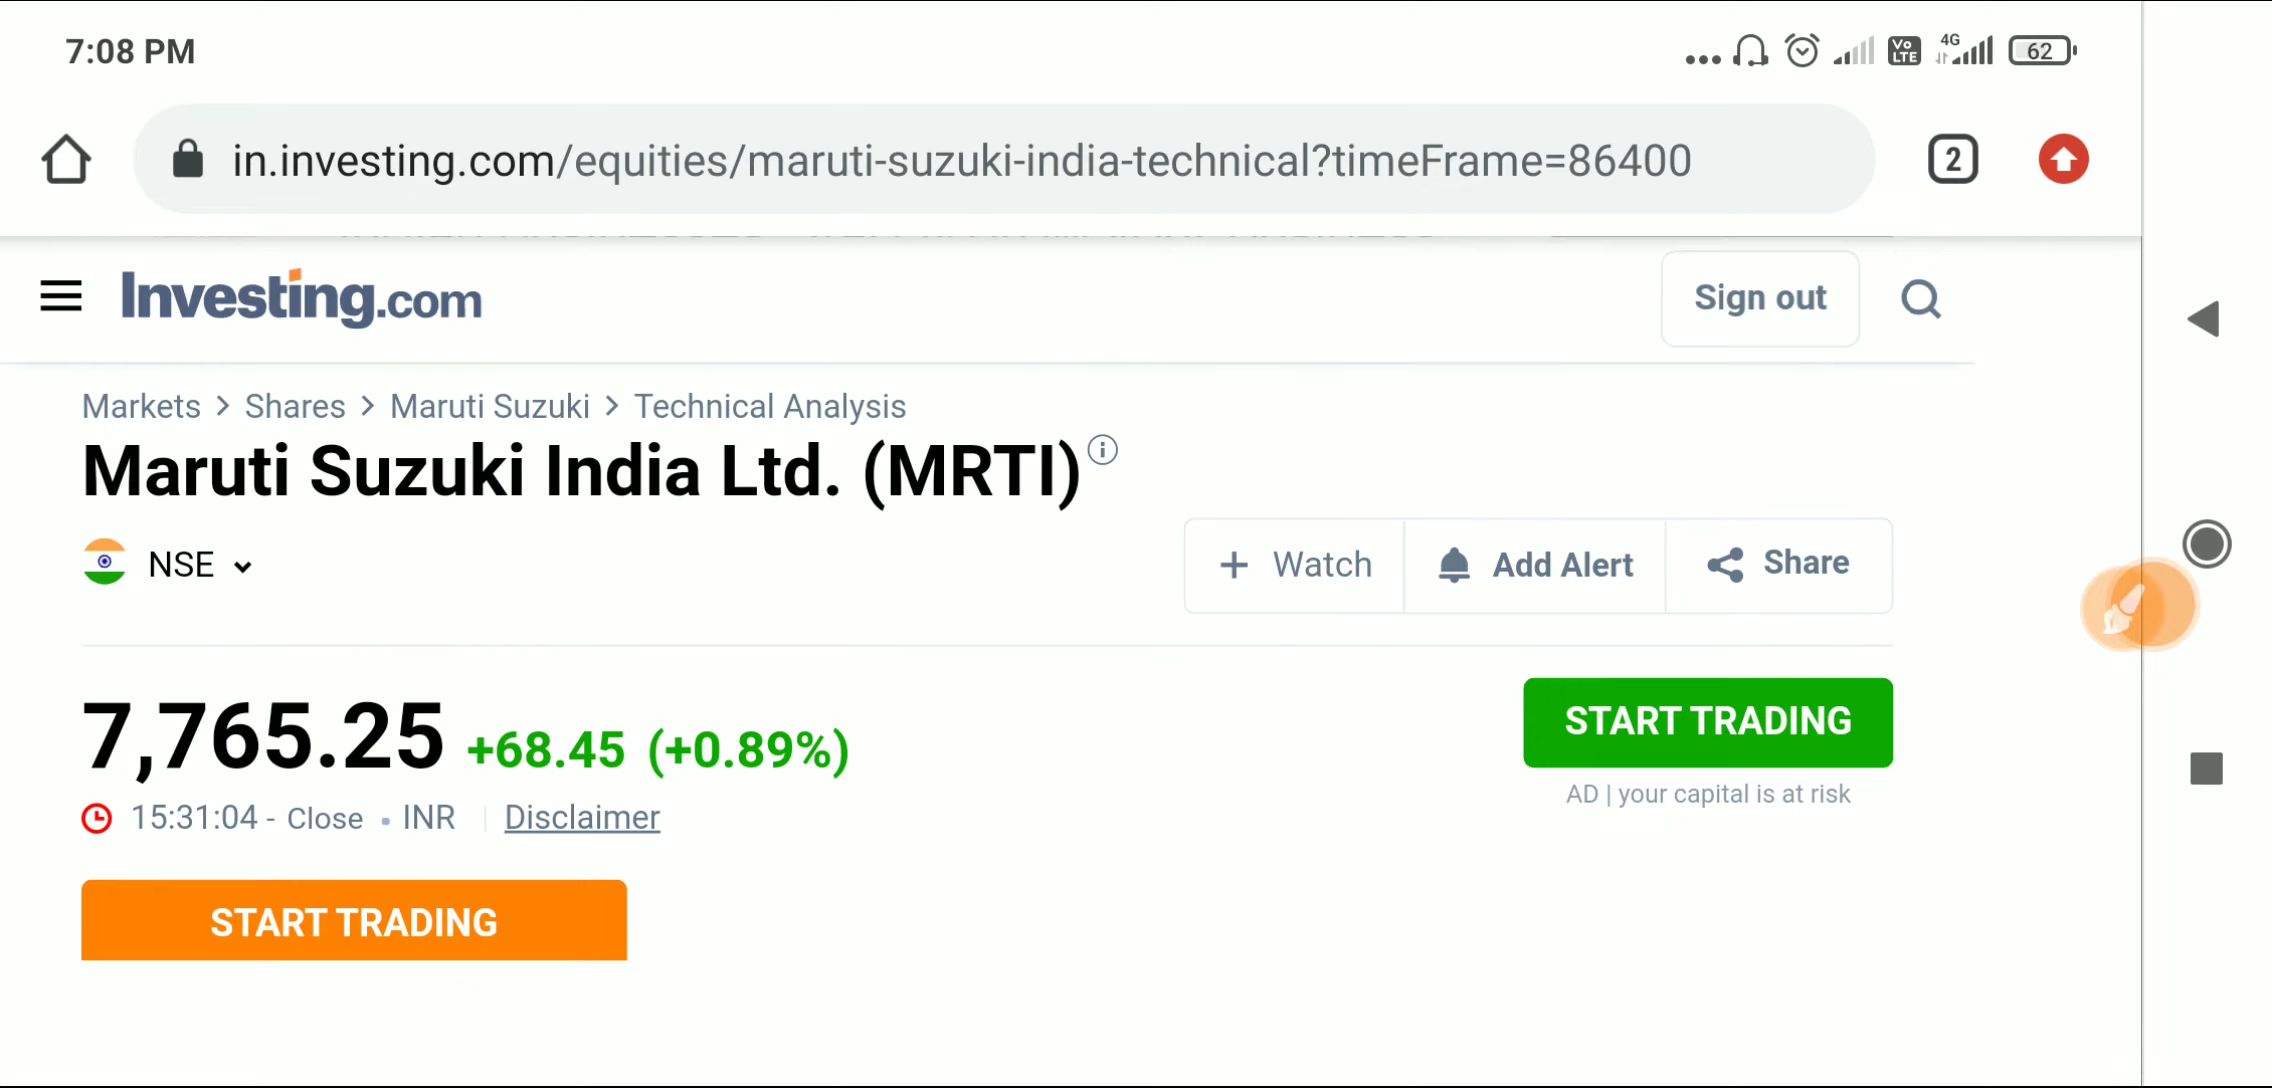 7:08 PM
Vo LTE 4G 62
in.investing.com/equities/maruti-suzuki-india-technical?timeFrame=86400
2
Investing.com
Sign out
Markets > Shares > Maruti Suzuki > Technical Analysis
Maruti Suzuki India Ltd. (MRTI)
NSE
+ Watch
Add Alert
Share
7,765.25 +68.45 (+0.89%)
START TRADING
AD | your capital is at risk
15:31:04 - Close • INR | Disclaimer
START TRADING